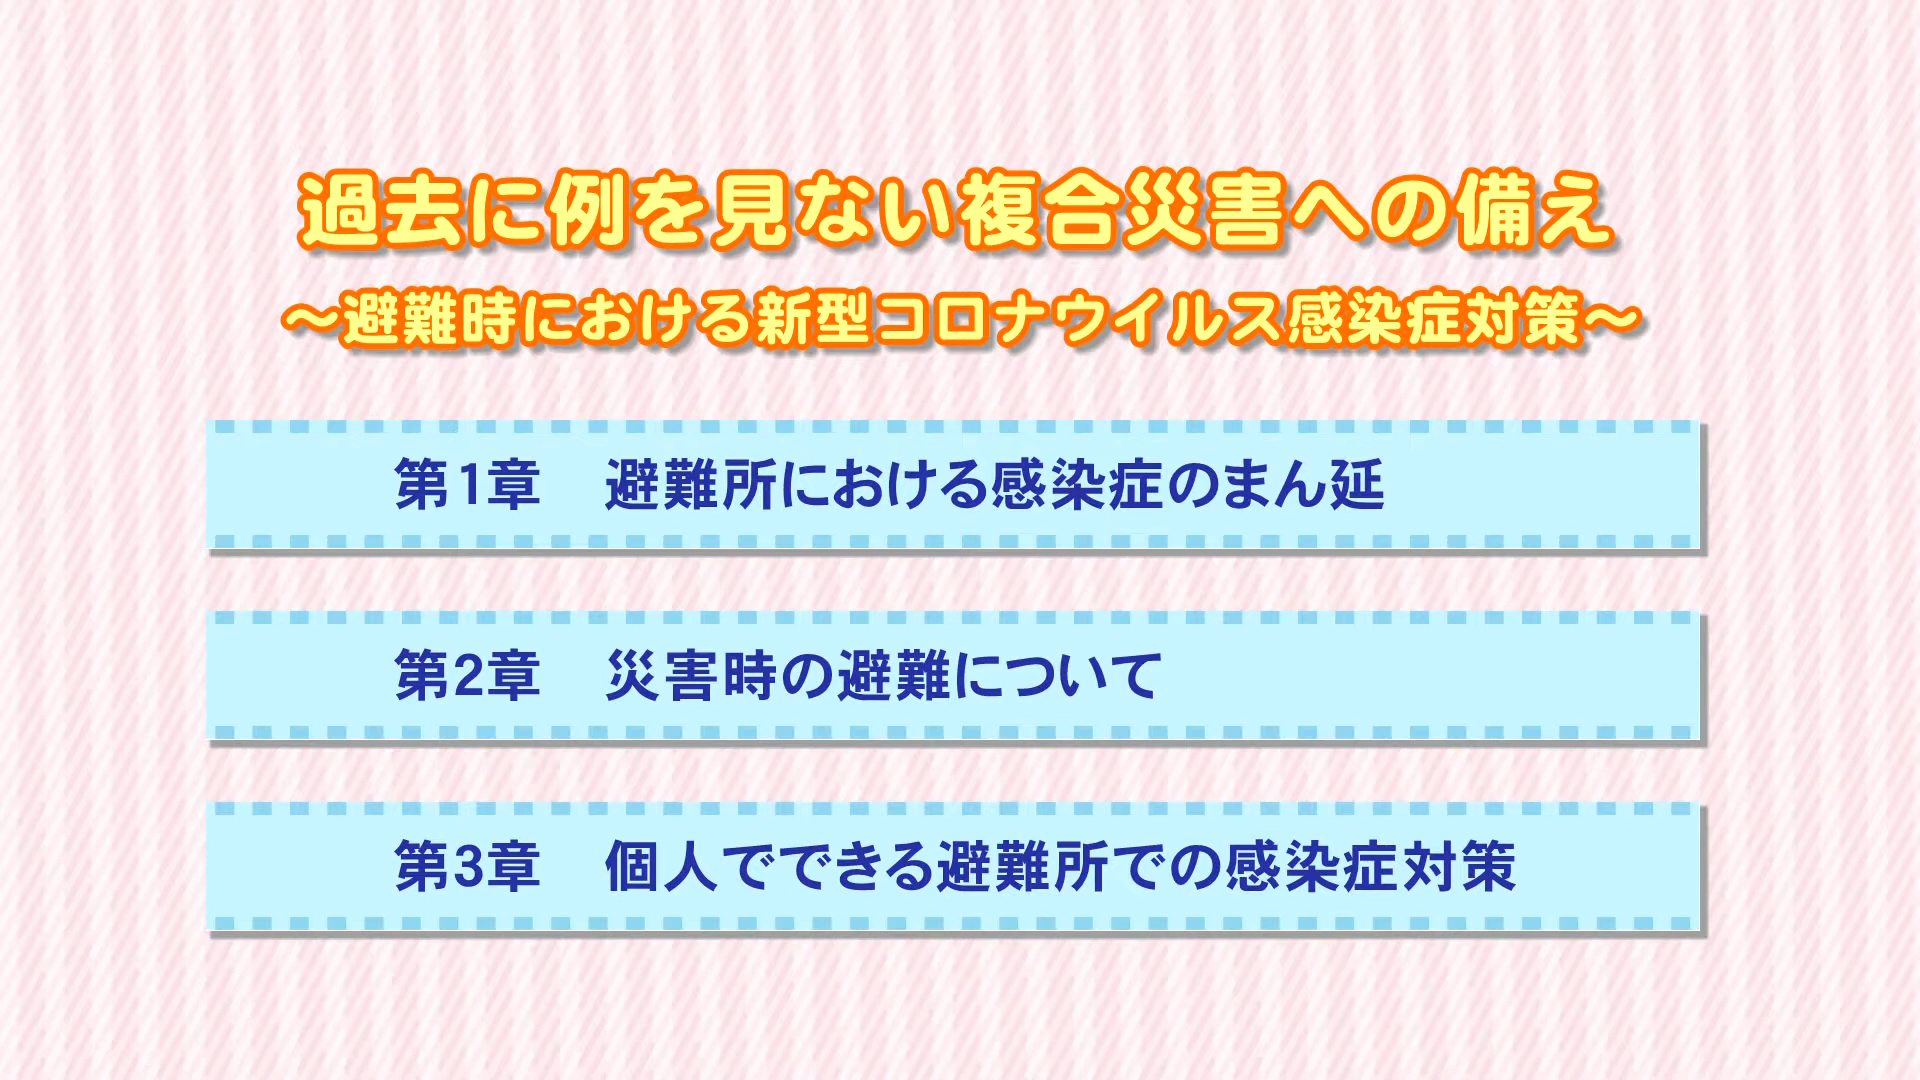 過去に例を見ない複合災害への備え
～避難時における新型コロナウイルス感染症対策～
第1章　避難所における感染症のまん延
第2章　災害時の避難について
第3章　個人でできる避難所での感染症対策